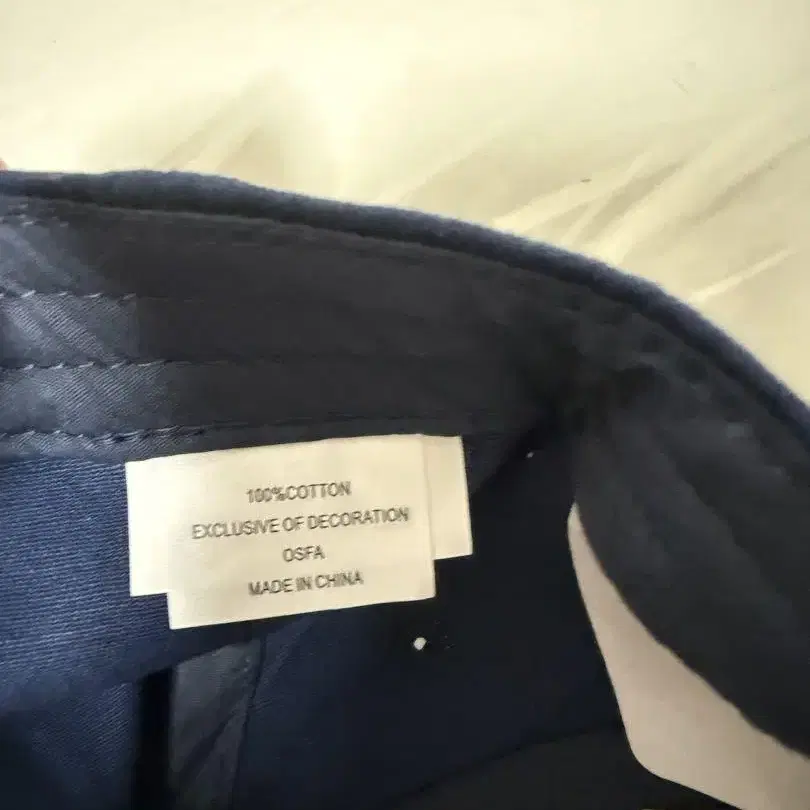 100%COTTON
EXCLUSIVE OF DECORATION
OSFA
MADE IN CHINA